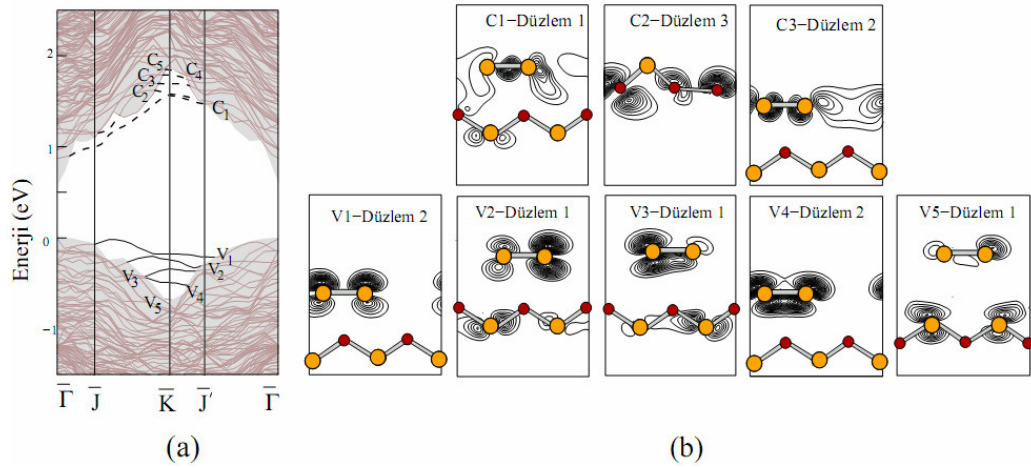 C1−Düzlem 1
C2−Düzlem 3
C3−Düzlem 2
V1−Düzlem 2
V2−Düzlem 1
V3−Düzlem 1
V4−Düzlem 2
V5−Düzlem 1
Enerji (eV)
2
1
0
−1
C5
C3
C4
C2
C1
V1
V2
V3
V4
V5
Γ̅ J̅ K̅ J̅′ Γ̅
(a)
(b)